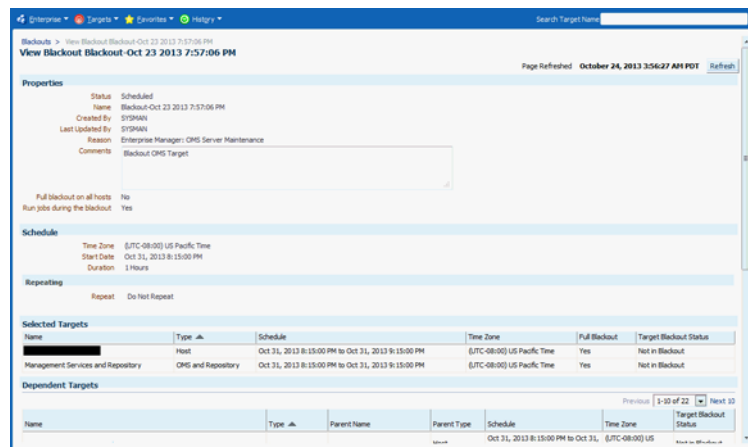 Enterprise Targets Favorites History Search Target Name
Blackouts > View Blackout Blackout-Oct 23 2013 7:57:06 PM
View Blackout Blackout-Oct 23 2013 7:57:06 PM
Page Refreshed October 24, 2013 3:56:27 AM PDT Refresh
Properties
Status Scheduled
Name Blackout-Oct 23 2013 7:57:06 PM
Created By SYSMAN
Last Updated By SYSMAN
Reason Enterprise Manager: OMS Server Maintenance
Comments Blackout OMS Target
Full blackout on all hosts No
Run jobs during the blackout Yes
Schedule
Time Zone (UTC-08:00) US Pacific Time
Start Date Oct 31, 2013 8:15:00 PM
Duration 1 Hours
Repeating
Repeat Do Not Repeat
Selected Targets
Name Type Schedule Time Zone Full Blackout Target Blackout Status
Host Oct 31, 2013 8:15:00 PM to Oct 31, 2013 9:15:00 PM (UTC-08:00) US Pacific Time Yes Not in Blackout
Management Services and Repository OMS and Repository Oct 31, 2013 8:15:00 PM to Oct 31, 2013 9:15:00 PM (UTC-08:00) US Pacific Time Yes Not in Blackout
Dependent Targets
Previous 1-10 of 22 Next 10
Target Blackout
Name Type Parent Name Parent Type Schedule Time Zone Status
Host Oct 31, 2013 8:15:00 PM to Oct 31, (UTC-08:00) US Not in Blackout